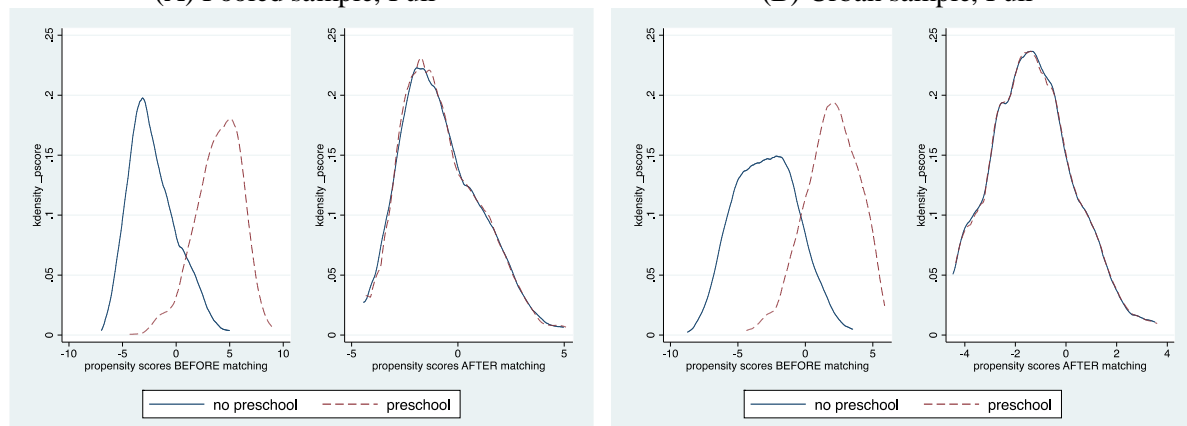 (A) Pooled sample, Full
(B) Urban sample, Full
kdensity _pscore
0 .05 .1 .15 .2 .25
-10 -5 0 5 10
propensity scores BEFORE matching
kdensity _pscore
0 .05 .1 .15 .2 .25
-5 0 5
propensity scores AFTER matching
no preschool preschool
kdensity _pscore
0 .05 .1 .15 .2 .25
-10 -5 0 5
propensity scores BEFORE matching
kdensity _pscore
0 .05 .1 .15 .2 .25
-4 -2 0 2 4
propensity scores AFTER matching
no preschool preschool